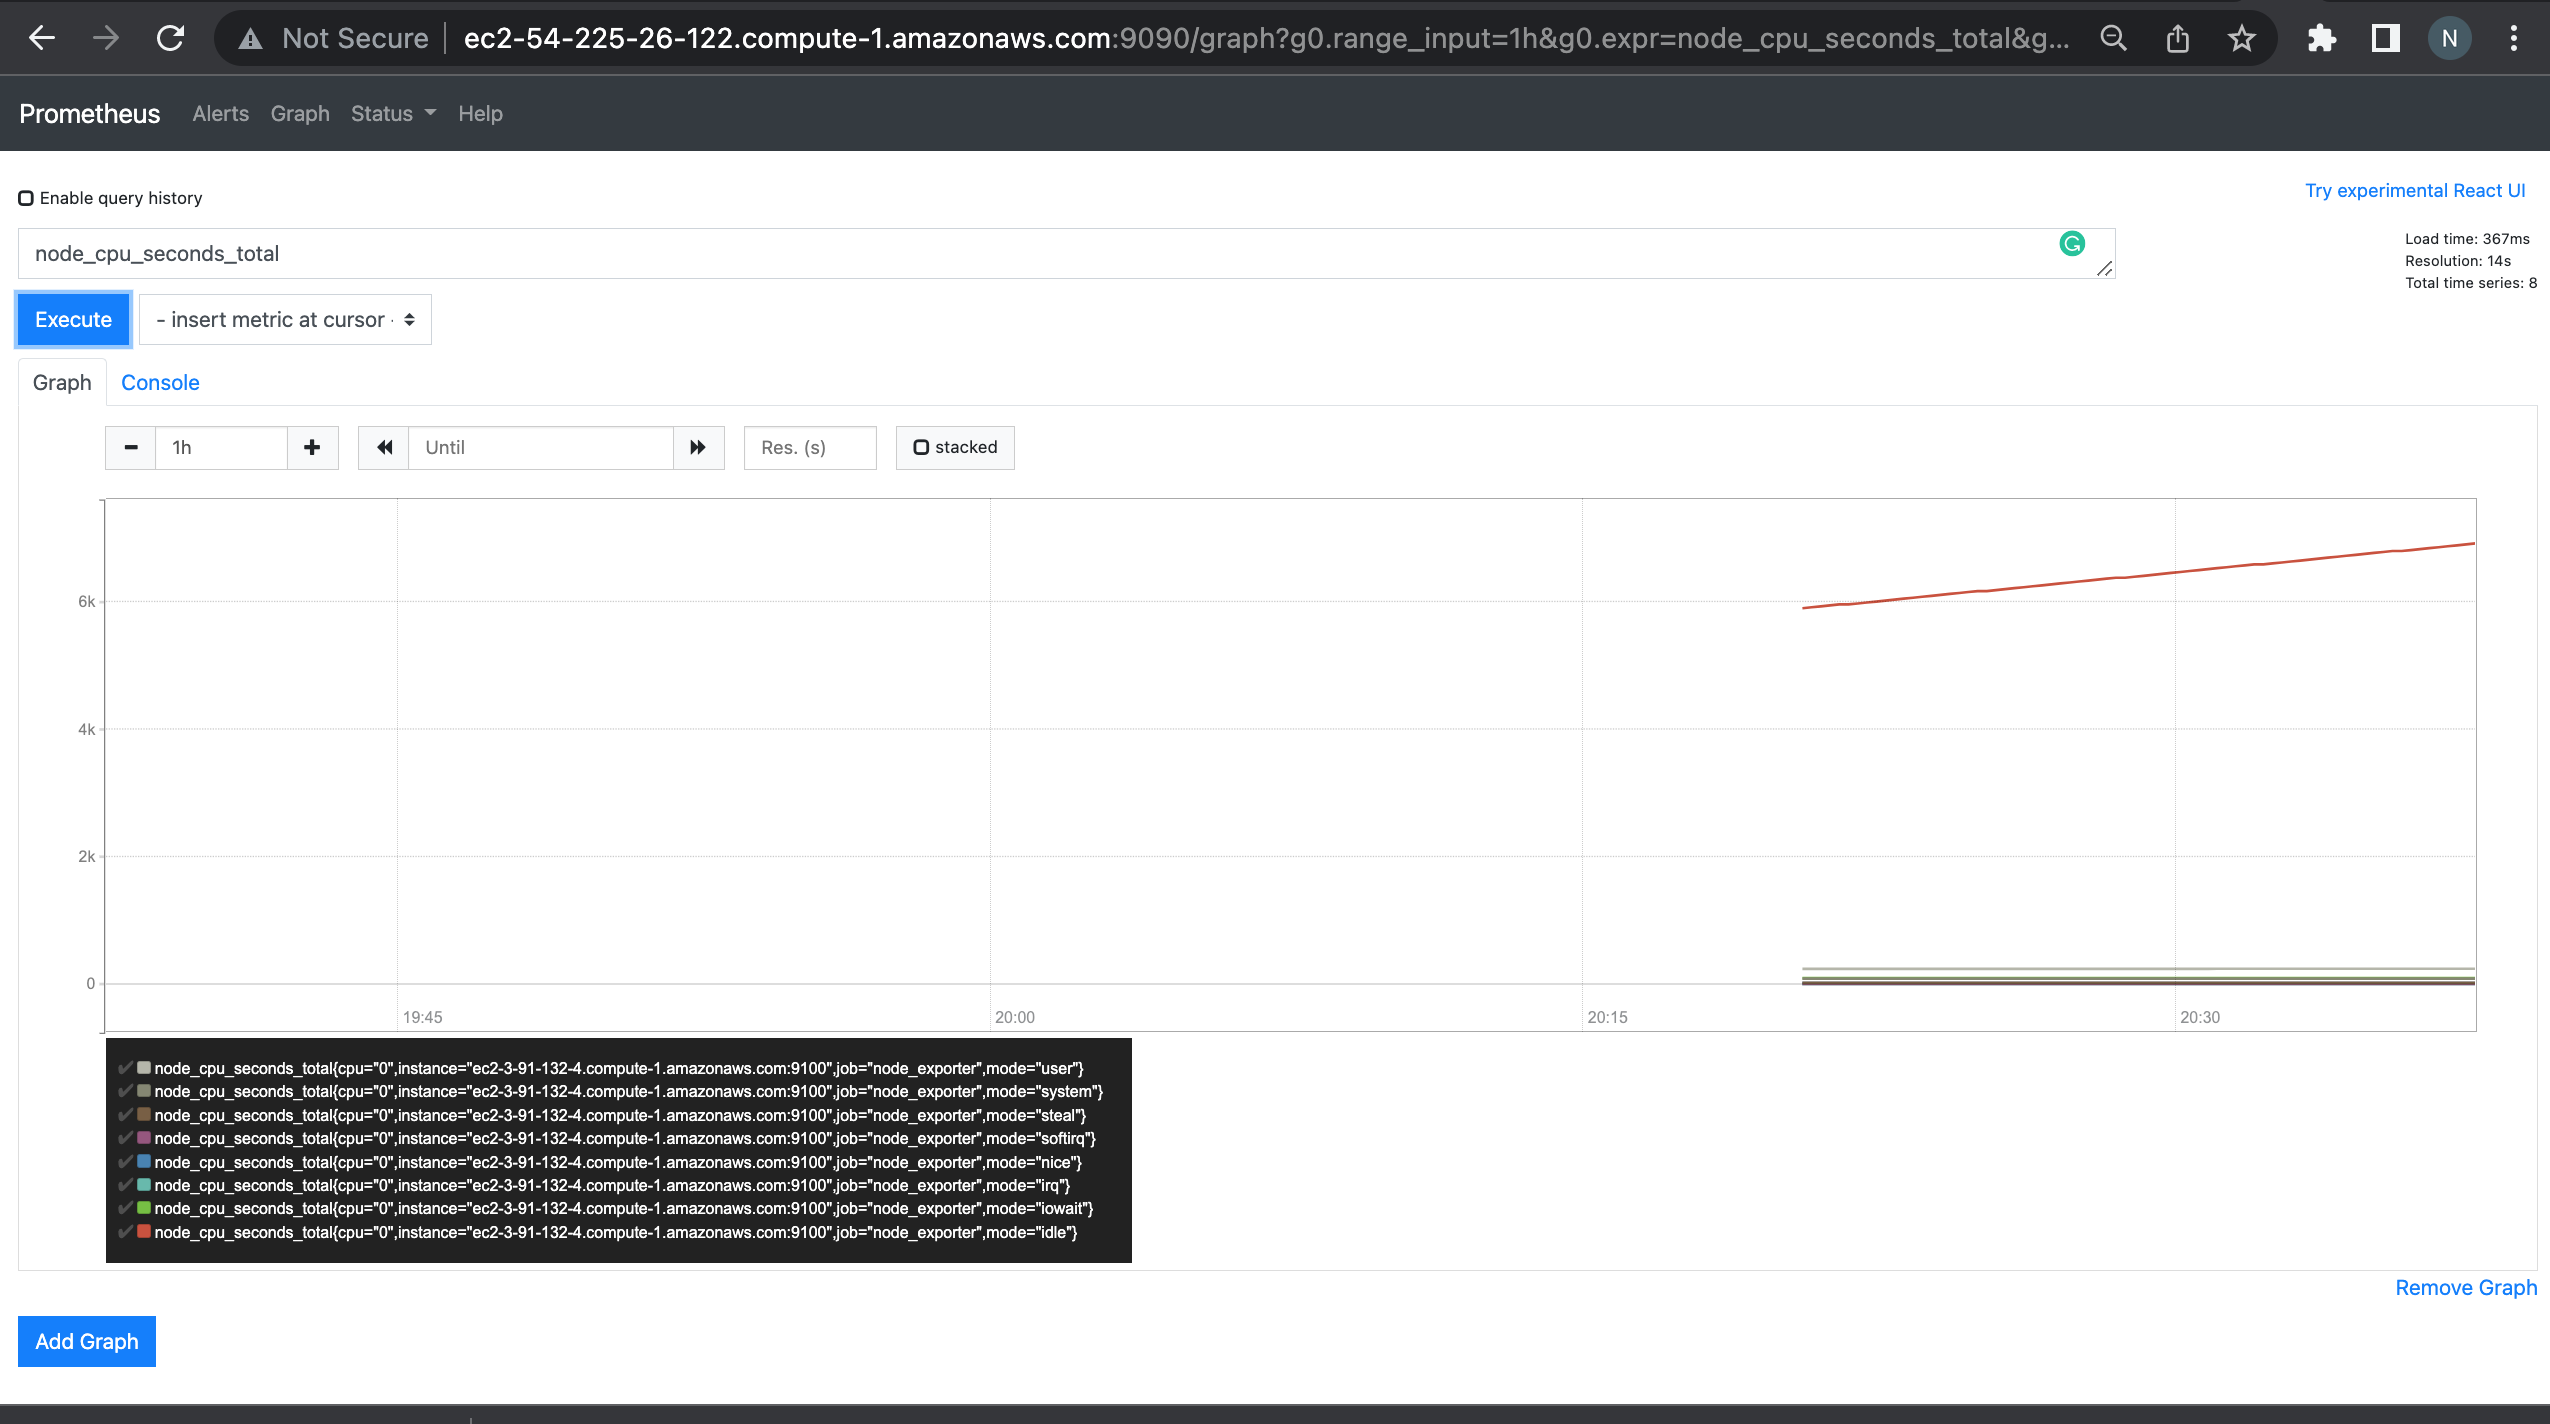 Not Secure ec2-54-225-26-122.compute-1.amazonaws.com:9090/graph?g0.range_input=1h&g0.expr=node_cpu_seconds_total&g... N
Prometheus Alerts Graph Status Help
Enable query history
Try experimental React UI
node_cpu_seconds_total
Load time: 367ms
Resolution: 14s
Total time series: 8
Execute - insert metric at cursor -
Graph Console
1h Until Res. (s) stacked
6k
4k
2k
0
19:45 20:00 20:15 20:30
node_cpu_seconds_total{cpu="0",instance="ec2-3-91-132-4.compute-1.amazonaws.com:9100",job="node_exporter",mode="user"}
node_cpu_seconds_total{cpu="0",instance="ec2-3-91-132-4.compute-1.amazonaws.com:9100",job="node_exporter",mode="system"}
node_cpu_seconds_total{cpu="0",instance="ec2-3-91-132-4.compute-1.amazonaws.com:9100",job="node_exporter",mode="steal"}
node_cpu_seconds_total{cpu="0",instance="ec2-3-91-132-4.compute-1.amazonaws.com:9100",job="node_exporter",mode="softirq"}
node_cpu_seconds_total{cpu="0",instance="ec2-3-91-132-4.compute-1.amazonaws.com:9100",job="node_exporter",mode="nice"}
node_cpu_seconds_total{cpu="0",instance="ec2-3-91-132-4.compute-1.amazonaws.com:9100",job="node_exporter",mode="irq"}
node_cpu_seconds_total{cpu="0",instance="ec2-3-91-132-4.compute-1.amazonaws.com:9100",job="node_exporter",mode="iowait"}
node_cpu_seconds_total{cpu="0",instance="ec2-3-91-132-4.compute-1.amazonaws.com:9100",job="node_exporter",mode="idle"}
Remove Graph
Add Graph